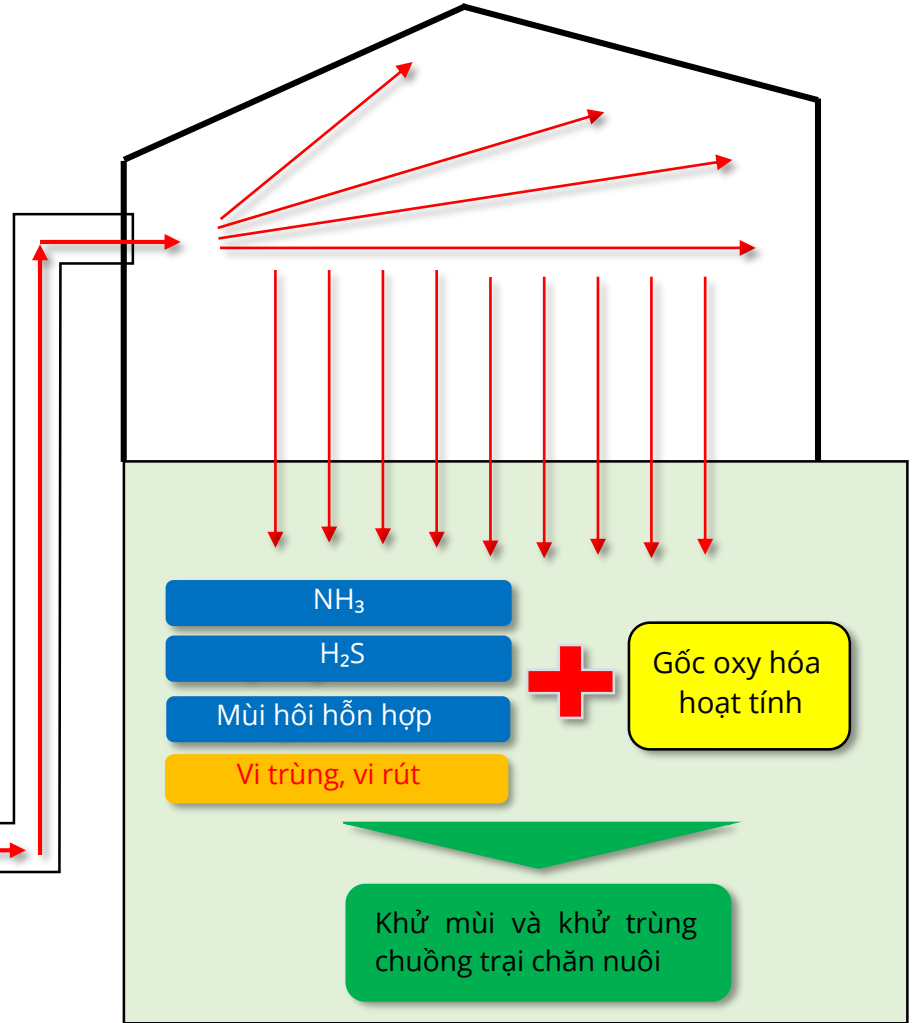 NH₃
H₂S
Mùi hôi hỗn hợp
Vi trùng, vi rút
Gốc oxy hóa
hoạt tính
Khử mùi và khử trùng
chuồng trại chăn nuôi